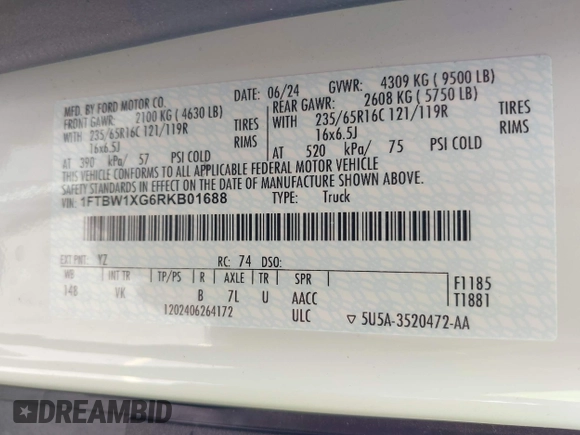 MFD. BY FORD MOTOR CO.
DATE: 06/24 GVWR: 4309 KG ( 9500 LB)
FRONT GAWR: 2100 KG ( 4630 LB)
REAR GAWR: 2608 KG ( 5750 LB)
WITH 235/65R16C 121/119R TIRES
16x6.5J RIMS
WITH 235/65R16C 121/119R TIRES
16x6.5J RIMS
AT 390 kPa/ 57 PSI COLD
AT 520 kPa/ 75 PSI COLD
THIS VEHICLE CONFORMS TO ALL APPLICABLE FEDERAL MOTOR VEHICLE
SAFETY STANDARDS IN EFFECT ON THE DATE OF MANUFACTURE SHOWN ABOVE.
VIN: 1FTBW1XG6RKB01688 TYPE: Truck
EXT PNT: YZ RC: 74 DSO:
WB INT TR TP/PS R AXLE TR SPR
148 VK B 7L U AACC
ULC
F1185
T1881
1202406264172
▽ 5U5A-3520472-AA
DREAMBID